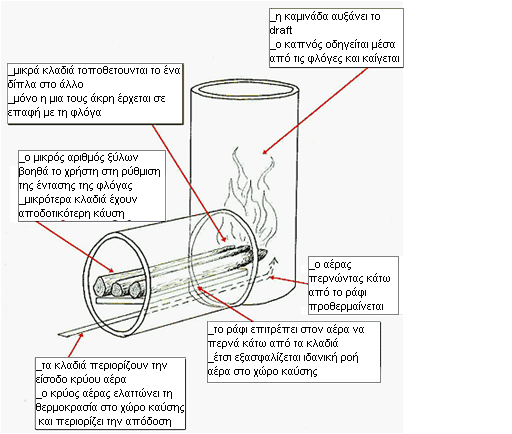 _η καμινάδα αυξάνει το
draft
_ο καπνός οδηγείται μέσα
από τις φλόγες και καίγεται
_μικρά κλαδιά τοποθετουνται το ένα
δίπλα στο άλλο
_μόνο η μια τους άκρη έρχεται σε
επαφή με τη φλόγα
_ο μικρός αριθμός ξύλων
βοηθά το χρήστη στη ρύθμιση
της έντασης της φλόγας
_μικρότερα κλαδιά έχουν
αποδοτικότερη κάυση
_ο αέρας
περνώντας κάτω
από το ράφι
προθερμαίνεται
_το ράφι επιτρέπει στον αέρα να
περνά κάτω από τα κλαδιά
_έτσι εξασφαλίζεται ιδανική ροή
αέρα στο χώρο καύσης
_τα κλαδιά περιορίζουν την
είσοδο κρύου αέρα
_ο κρύος αέρας ελαττώνει τη
θερμοκρασία στο χώρο καύσης
και περιορίζει την απόδοση